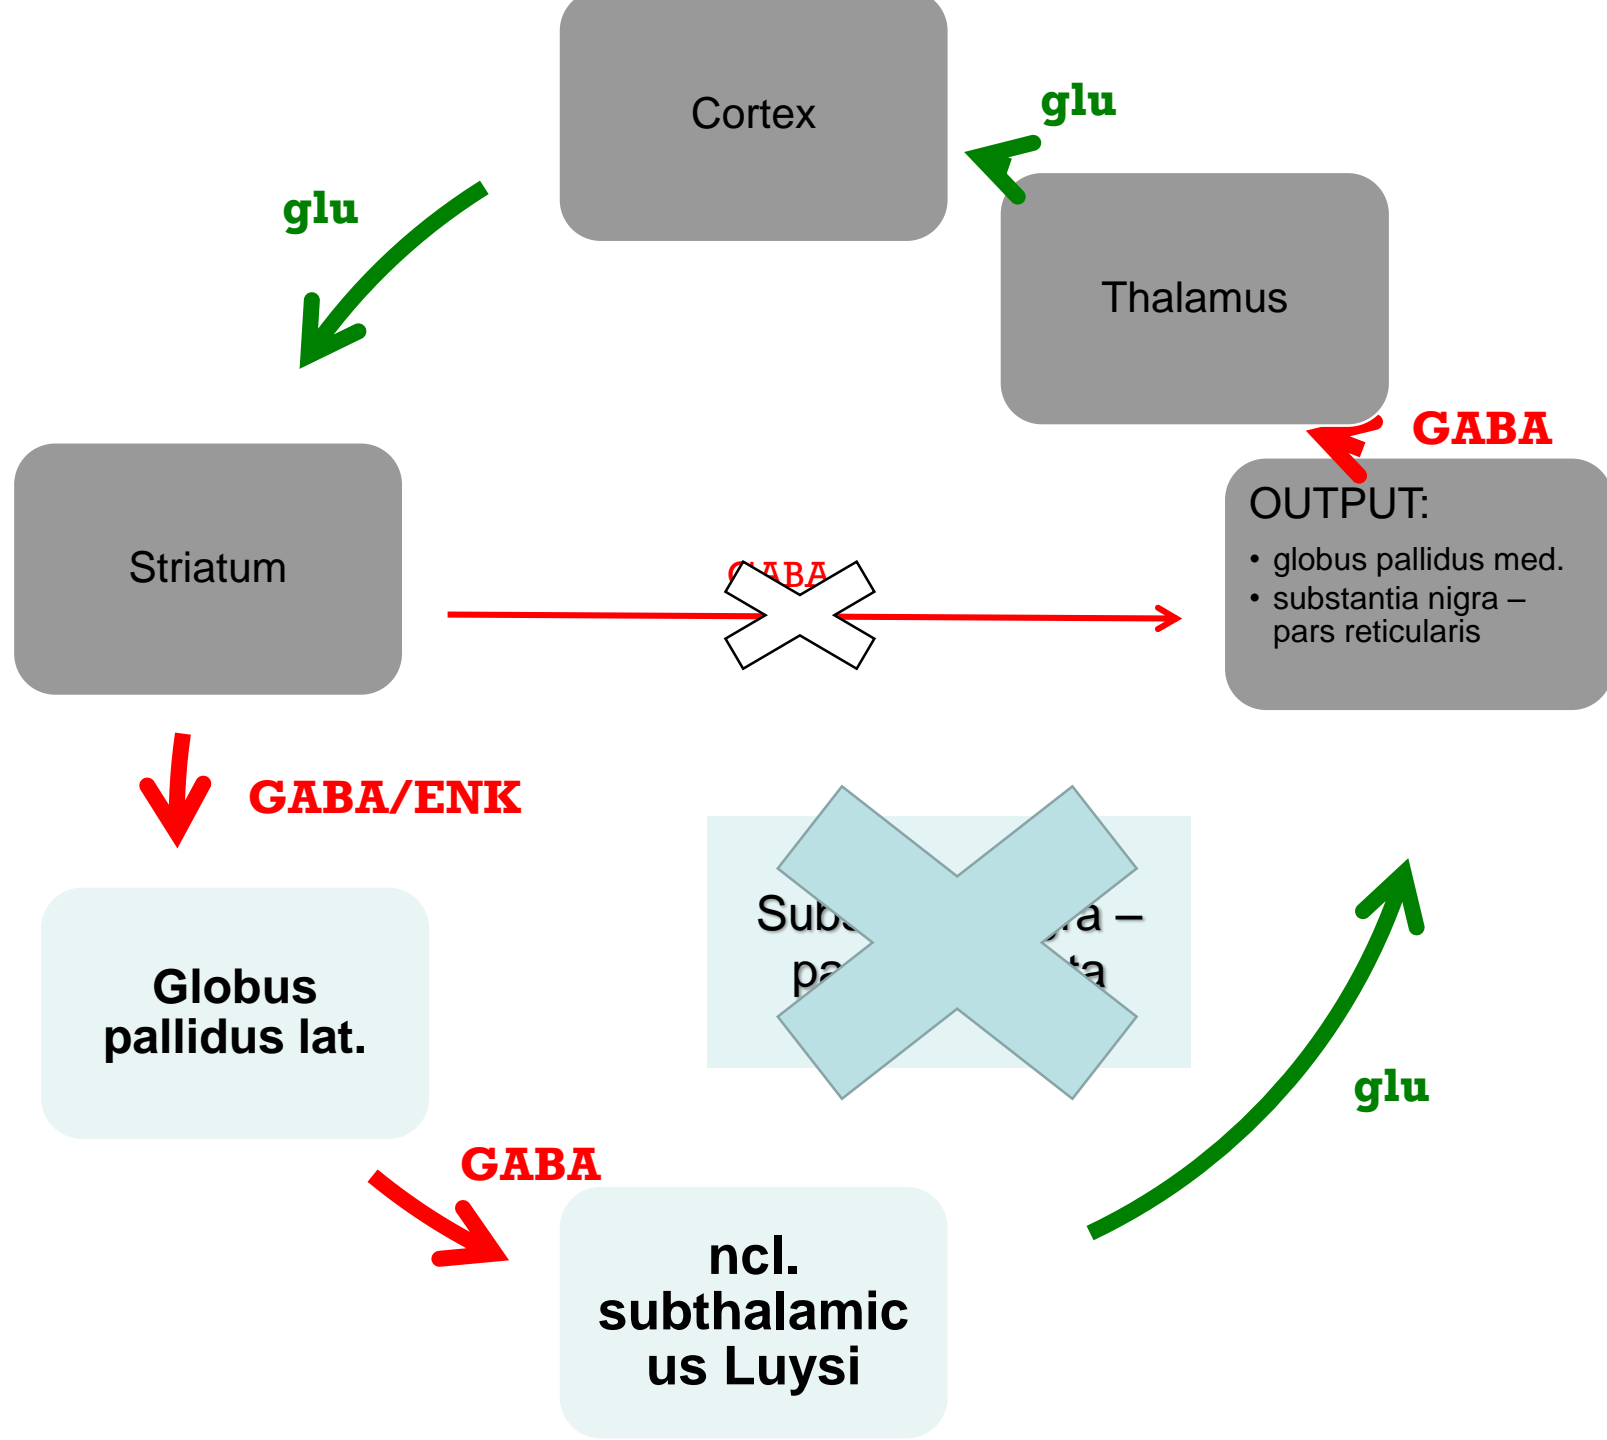 Cortex
glu
glu
Thalamus
GABA
OUTPUT:
• globus pallidus med.
• substantia nigra –
pars reticularis
Striatum
GABA
GABA/ENK
–
Globus
pallidus lat.
glu
GABA
ncl.
subthalamic
us Luysi